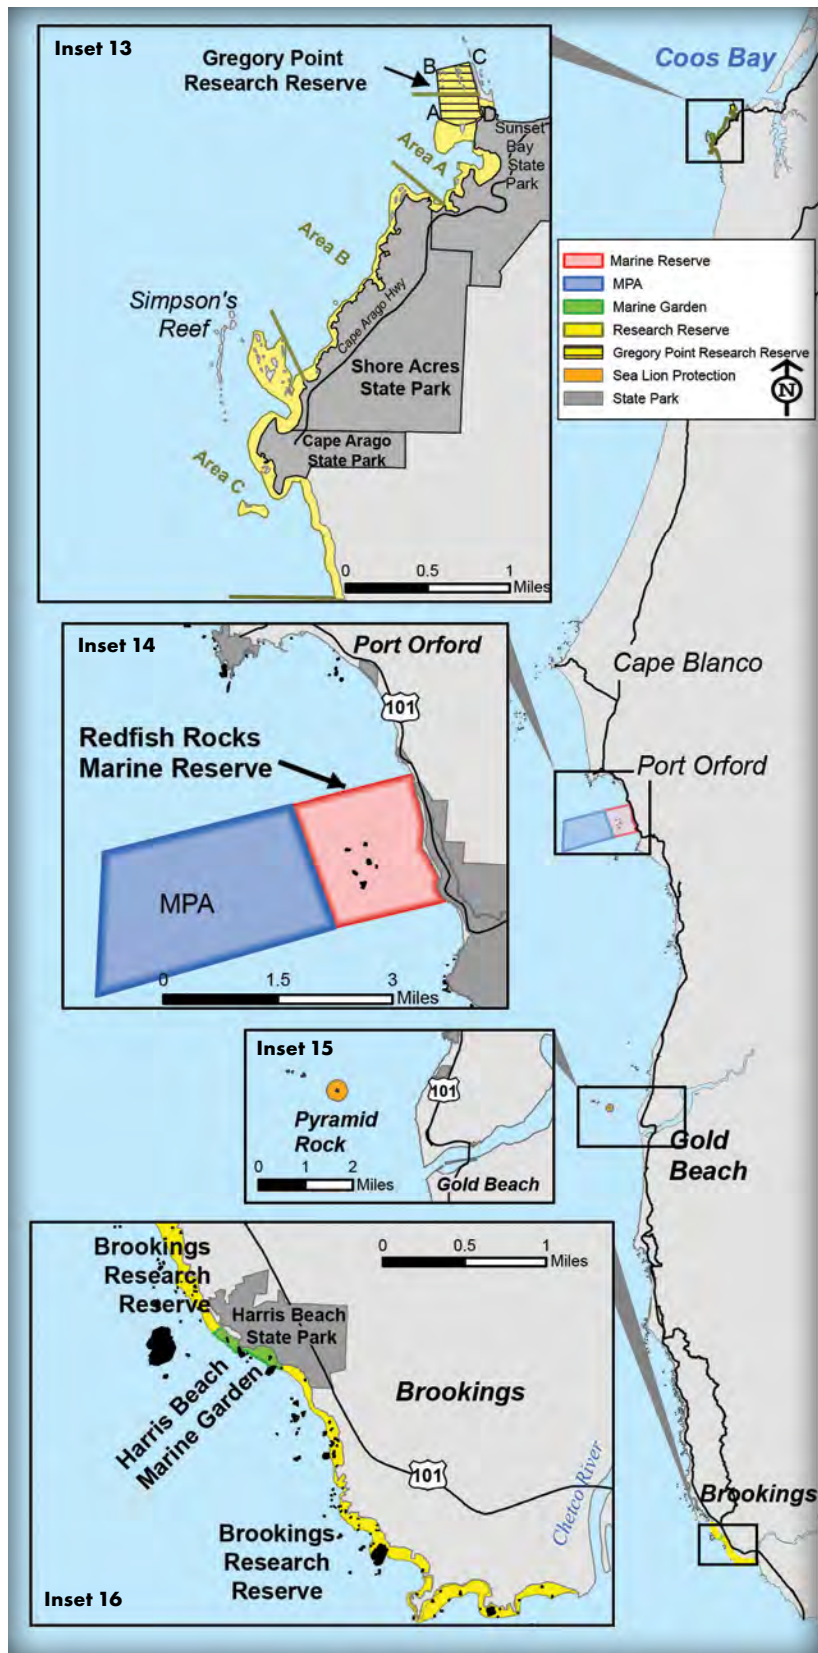 Inset 13
Gregory Point
Research Reserve
B
C
A
D
Sunset
Bay
State
Park
Area A
Area B
Simpson's
Reef
Cape Arago Hwy
Shore Acres
State Park
Cape Arago
State Park
Area C
0
0.5
1
Miles
Coos Bay
Marine Reserve
MPA
Marine Garden
Research Reserve
Gregory Point Research Reserve
Sea Lion Protection
State Park
N
Inset 14
Port Orford
101
Redfish Rocks
Marine Reserve
MPA
0
1.5
3
Miles
Cape Blanco
Port Orford
Inset 15
101
Pyramid
Rock
0
1
2
Miles
Gold Beach
Gold
Beach
Brookings
Research
Reserve
0
0.5
1
Miles
Harris Beach
State Park
Harris Beach
Marine Garden
Brookings
101
Chetco River
Brookings
Research
Reserve
Inset 16
Brookings